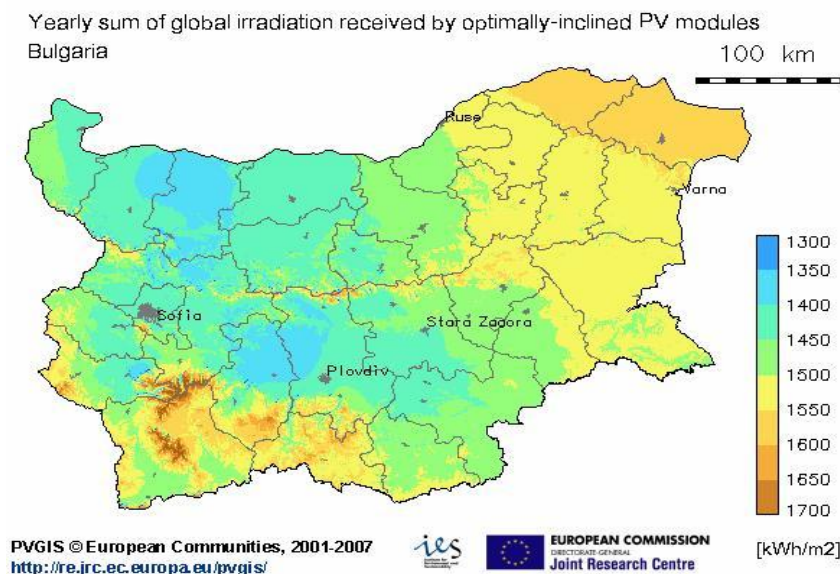 Yearly sum of global irradiation received by optimally-inclined PV modules
Bulgaria
100 km
Ruse
Varna
Sofia
Stara Zagora
Plovdiv
1300
1350
1400
1450
1500
1550
1600
1650
1700
[kWh/m2]
PVGIS © European Communities, 2001-2007
http://re.jrc.ec.europa.eu/pvgis/
ies
EUROPEAN COMMISSION
DIRECTORATE-GENERAL
Joint Research Centre